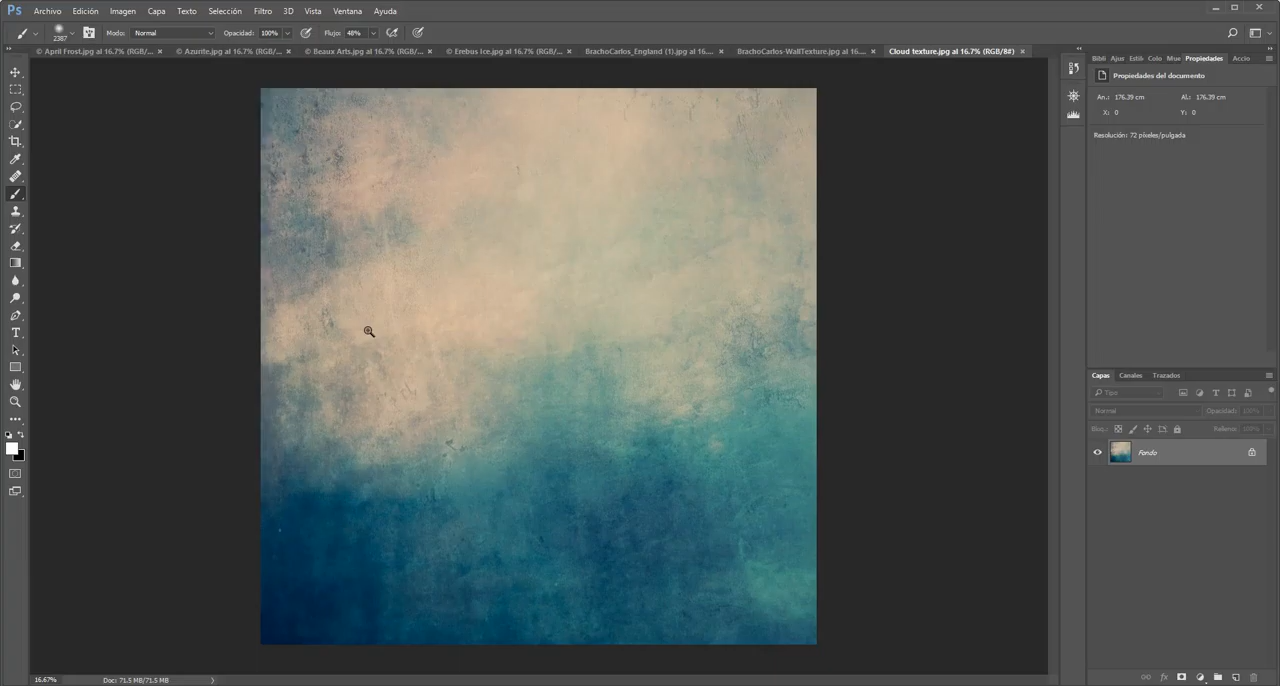 Ps Archivo Edición Imagen Capa Texto Selección Filtro 3D Vista Ventana Ayuda
2387 Modo: Normal Opacidad: 100% Flujo: 48%
© April Frost.jpg al 16.7% (RGB/... × © Azurite.jpg al 16.7% (RGB/... × © Beaux Arts.jpg al 16.7% (RGB/... × © Erebus Ice.jpg al 16.7% (RGB/... × BrachoCarlos_England (1).jpg al ... × BrachoCarlos-WallTexture.jpg al 16.... × Cloud texture.jpg al 16.7% (RGB/8#) ×
Bibli Ajus Estil Colo Mue Propiedades Accio
Propiedades del documento
An.: 176.39 cm Al.: 176.39 cm
X: 0 Y: 0
Resolución: 72 píxeles/pulgada
Capas Canales Trazados
Tipo
Normal Opacidad: 100%
Bloq.: Relleno: 100%
Fondo
16.67% Doc: 71.5 MB/71.5 MB